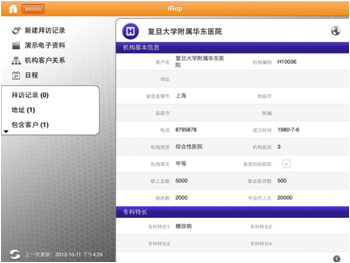 iRep
新建拜访记录
演示电子资料
机构客户关系
日程
拜访记录 (0)
地址 (1)
包含客户 (1)
上一次更新: 2013-10-11 下午4:24
复旦大学附属华东医院
机构基本信息
客户名 复旦大学附属华东医院 机构编码 H10036
地址
省或直辖市 上海 地级市
县级市 邮编
电话 8795878 成立时间 1980-7-6
机构类型 综合性医院 机构级别 3
机构等次 甲等 是否目标医院
职工总数 5000 职业医师数 500
病床数 2000 年诊疗人次 20000
专科特长
专科特长1 糖尿病 专科特长2
专科特长3 专科特长4